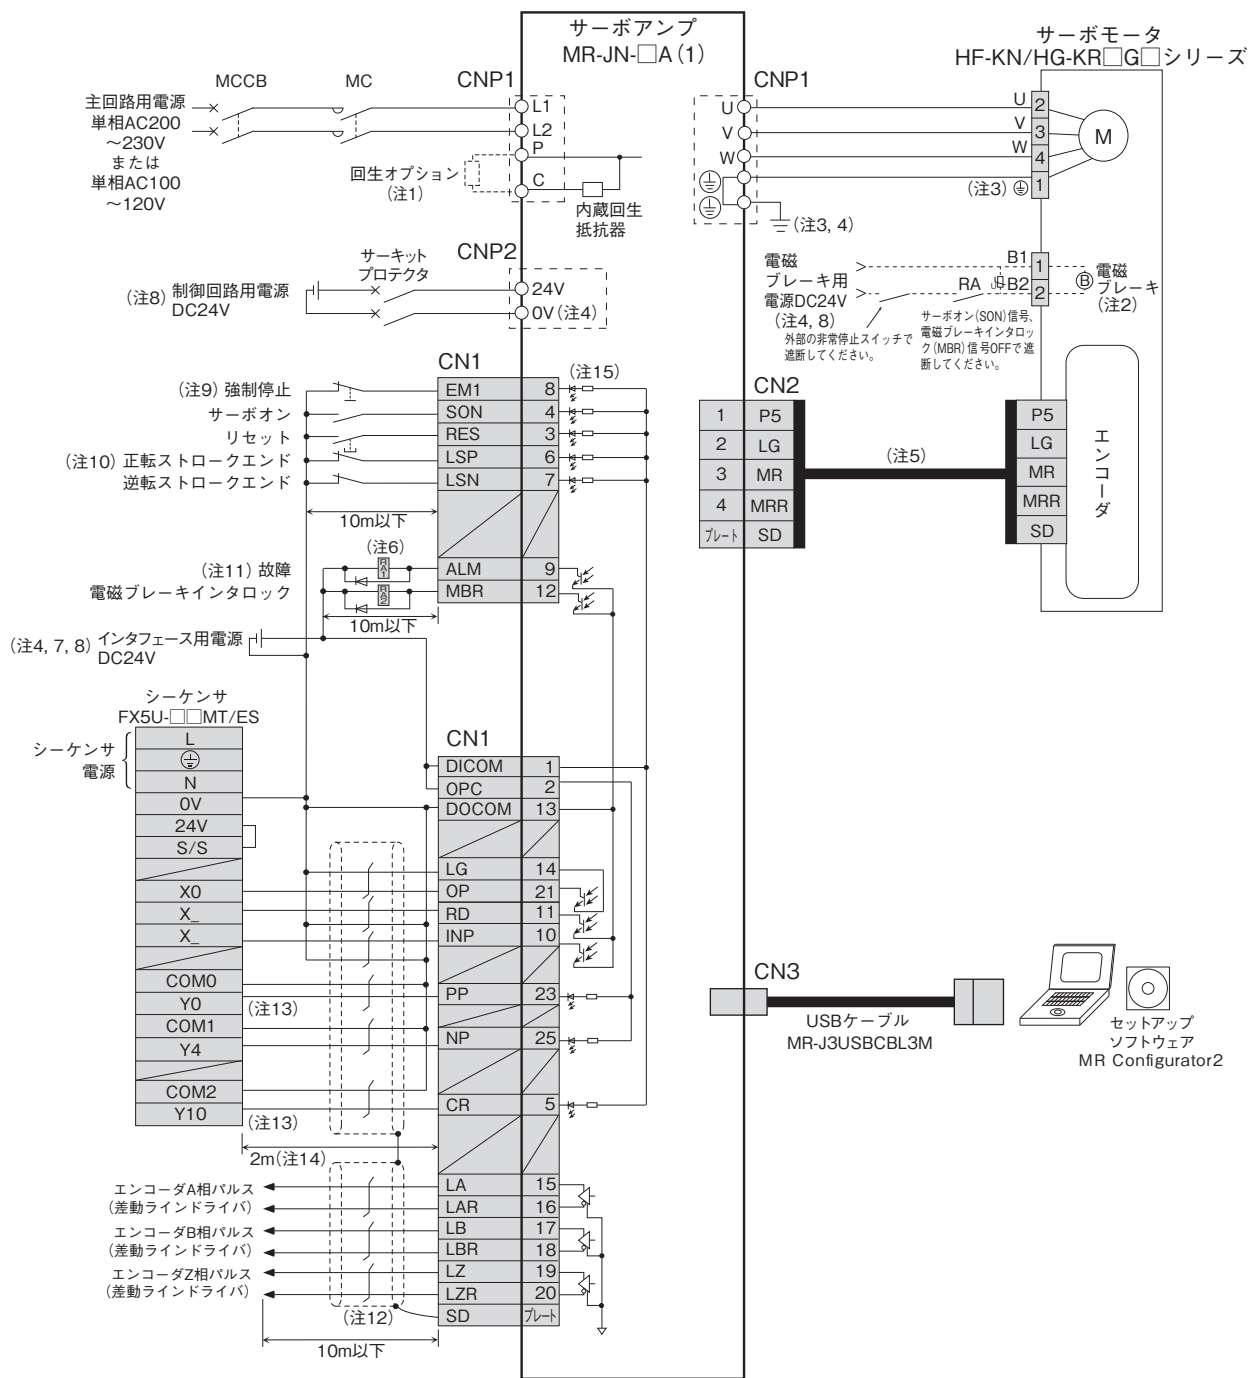 サーボアンプ
MR-JN-□A (1)
サーボモータ
HF-KN/HG-KR□G□シリーズ
MCCB
MC
CNP1
CNP1
主回路用電源
単相AC200
～230V
または
単相AC100
～120V
L1
L2
P
C
回生オプション
(注1)
内蔵回生
抵抗器
U
V
W
(注3, 4)
U
V
W
(注3)
2
3
4
1
M
CNP2
サーキット
プロテクタ
(注8) 制御回路用電源
DC24V
24V
0V (注4)
電磁
ブレーキ用
電源DC24V
(注4, 8)
外部の非常停止スイッチで
遮断してください。
RA
サーボオン(SON)信号、
電磁ブレーキインタロッ
ク(MBR)信号OFFで遮
断してください。
U
B1
B2
1
2
B
電磁
ブレーキ
(注2)
CN1
(注15)
(注9) 強制停止
EM1
8
サーボオン
SON
4
リセット
RES
3
(注10) 正転ストロークエンド
LSP
6
逆転ストロークエンド
LSN
7
10m以下
(注6)
(注11) 故障
RA1
ALM
9
電磁ブレーキインタロック
RA2
MBR
12
10m以下
(注4, 7, 8) インタフェース用電源
DC24V
CN2
1 P5
2 LG
3 MR
4 MRR
プレート SD
(注5)
P5
LG
MR
MRR
SD
エンコーダ
シーケンサ
FX5U-□□MT/ES
シーケンサ
電源
L
N
0V
24V
S/S
X0
X_
X_
COM0
Y0
COM1
Y4
COM2
Y10
(注13)
(注13)
2m(注14)
CN1
DICOM 1
OPC 2
DOCOM 13
LG 14
OP 21
RD 11
INP 10
PP 23
NP 25
CR 5
LA 15
LAR 16
LB 17
LBR 18
LZ 19
LZR 20
SD プレート
エンコーダA相パルス
(差動ラインドライバ)
エンコーダB相パルス
(差動ラインドライバ)
エンコーダZ相パルス
(差動ラインドライバ)
(注12)
10m以下
CN3
USBケーブル
MR-J3USBCBL3M
セットアップ
ソフトウェア
MR Configurator2